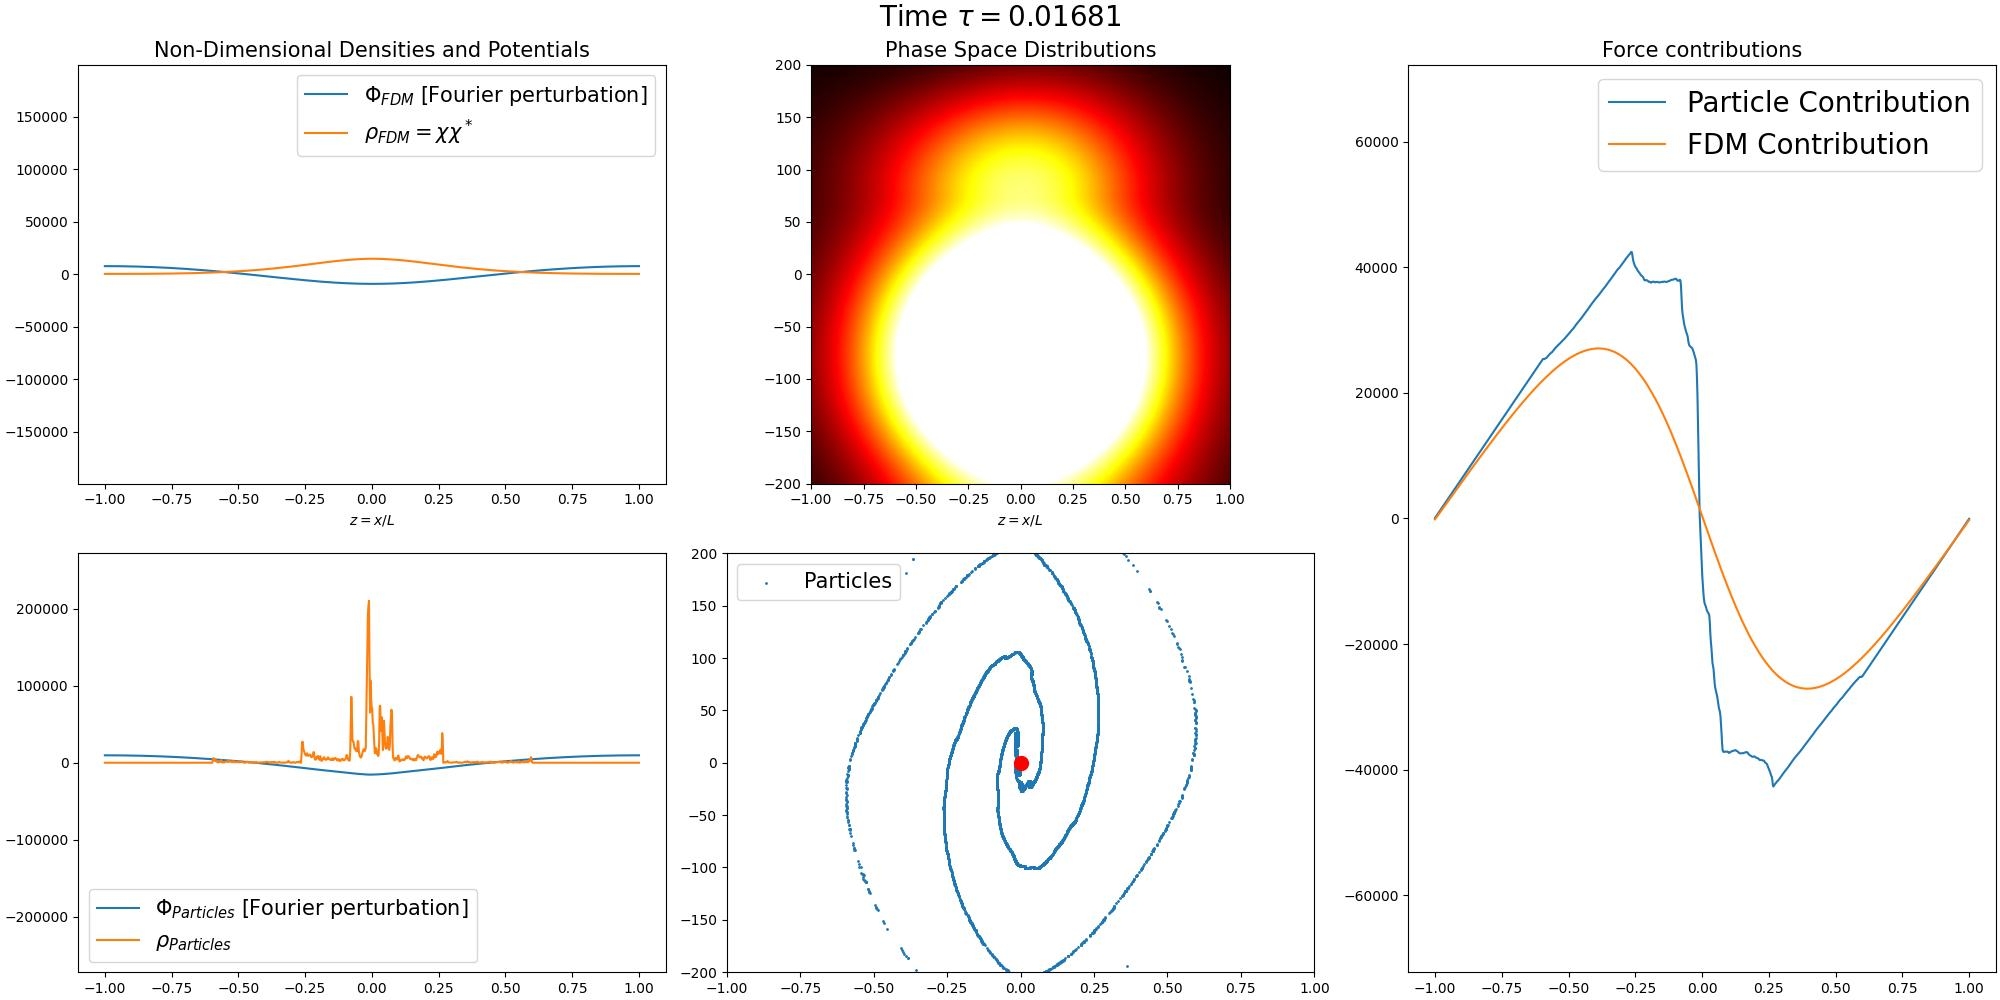 Time τ = 0.01681
Non-Dimensional Densities and Potentials
Φ_FDM [Fourier perturbation]
ρ_FDM = χχ*
150000
100000
50000
0
−50000
−100000
−150000
−1.00 −0.75 −0.50 −0.25 0.00 0.25 0.50 0.75 1.00
z = x/L
Phase Space Distributions
200
150
100
50
0
−50
−100
−150
−200
−1.00 −0.75 −0.50 −0.25 0.00 0.25 0.50 0.75 1.00
z = x/L
Force contributions
Particle Contribution
FDM Contribution
60000
40000
20000
0
−20000
−40000
−60000
−1.00 −0.75 −0.50 −0.25 0.00 0.25 0.50 0.75 1.00
200000
100000
0
−100000
−200000
Φ_Particles [Fourier perturbation]
ρ_Particles
−1.00 −0.75 −0.50 −0.25 0.00 0.25 0.50 0.75 1.00
Particles
200
150
100
50
0
−50
−100
−150
−200
−1.00 −0.75 −0.50 −0.25 0.00 0.25 0.50 0.75 1.00